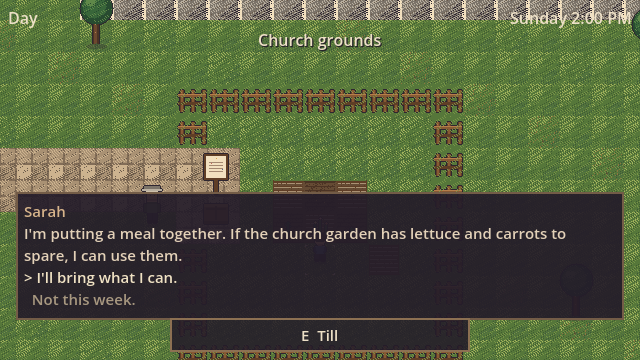 Day
Sunday 2:00 PM
Church grounds
Sarah
I'm putting a meal together. If the church garden has lettuce and carrots to
spare, I can use them.
> I'll bring what I can.
Not this week.
E Till